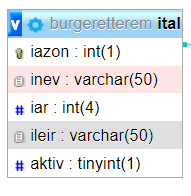 v burgeretterem ital
iazon : int(1)
inev : varchar(50)
iar : int(4)
ileir : varchar(50)
aktiv : tinyint(1)